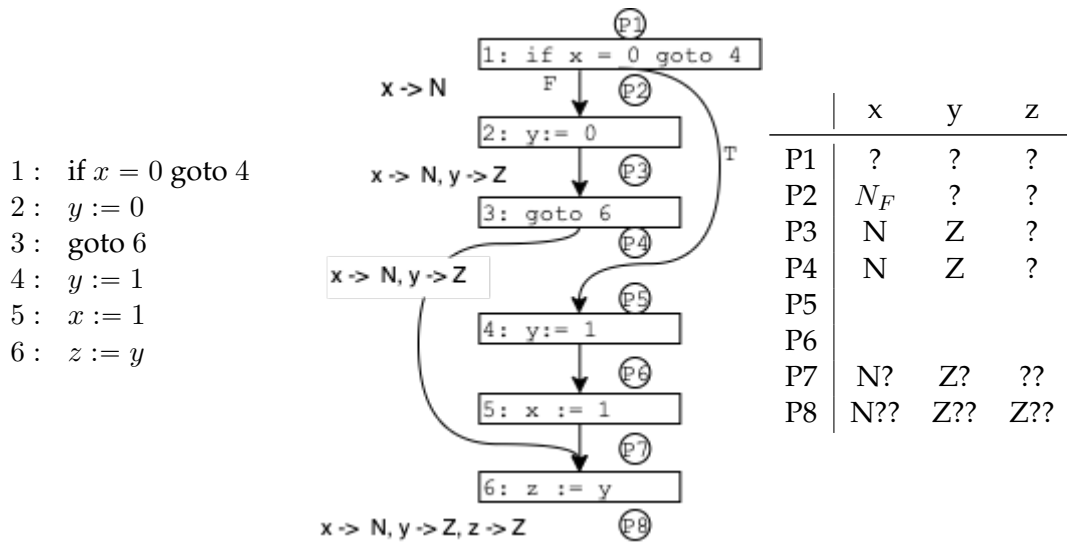 1 : if x = 0 goto 4
2 : y := 0
3 : goto 6
4 : y := 1
5 : x := 1
6 : z := y
P1
1: if x = 0 goto 4
F
P2
x -> N
T
2: y:= 0
P3
x -> N, y -> Z
3: goto 6
P4
x -> N, y -> Z
P5
4: y:= 1
P6
5: x := 1
P7
6: z := y
P8
x -> N, y -> Z, z -> Z
x y z
P1 ? ? ?
P2 N_F ? ?
P3 N Z ?
P4 N Z ?
P5
P6
P7 N? Z? ??
P8 N?? Z?? Z??